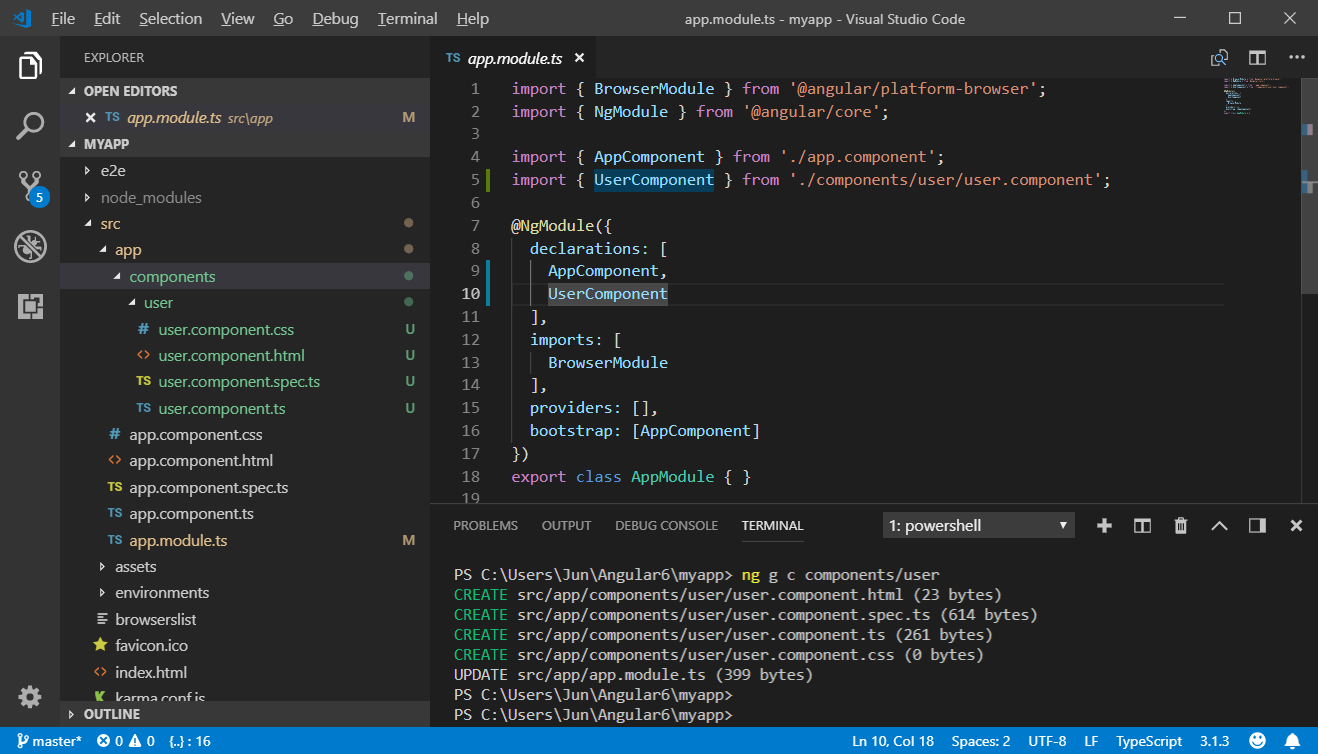 File Edit Selection View Go Debug Terminal Help
app.module.ts - myapp - Visual Studio Code
EXPLORER
OPEN EDITORS
TS app.module.ts src\app M
MYAPP
e2e
node_modules
src
app
components
user
# user.component.css U
<> user.component.html U
TS user.component.spec.ts U
TS user.component.ts U
# app.component.css
<> app.component.html
TS app.component.spec.ts
TS app.component.ts
TS app.module.ts M
assets
environments
browserslist
favicon.ico
<> index.html
karma.conf.js
OUTLINE
5
TS app.module.ts
1 import { BrowserModule } from '@angular/platform-browser';
2 import { NgModule } from '@angular/core';
3
4 import { AppComponent } from './app.component';
5 import { UserComponent } from './components/user/user.component';
6
7 @NgModule({
8 declarations: [
9 AppComponent,
10 UserComponent
11 ],
12 imports: [
13 BrowserModule
14 ],
15 providers: [],
16 bootstrap: [AppComponent]
17 })
18 export class AppModule { }
19
PROBLEMS OUTPUT DEBUG CONSOLE TERMINAL 1: powershell
PS C:\Users\Jun\Angular6\myapp> ng g c components/user
CREATE src/app/components/user/user.component.html (23 bytes)
CREATE src/app/components/user/user.component.spec.ts (614 bytes)
CREATE src/app/components/user/user.component.ts (261 bytes)
CREATE src/app/components/user/user.component.css (0 bytes)
UPDATE src/app/app.module.ts (399 bytes)
PS C:\Users\Jun\Angular6\myapp>
PS C:\Users\Jun\Angular6\myapp>
master* 0 0 {..} : 16 Ln 10, Col 18 Spaces: 2 UTF-8 LF TypeScript 3.1.3